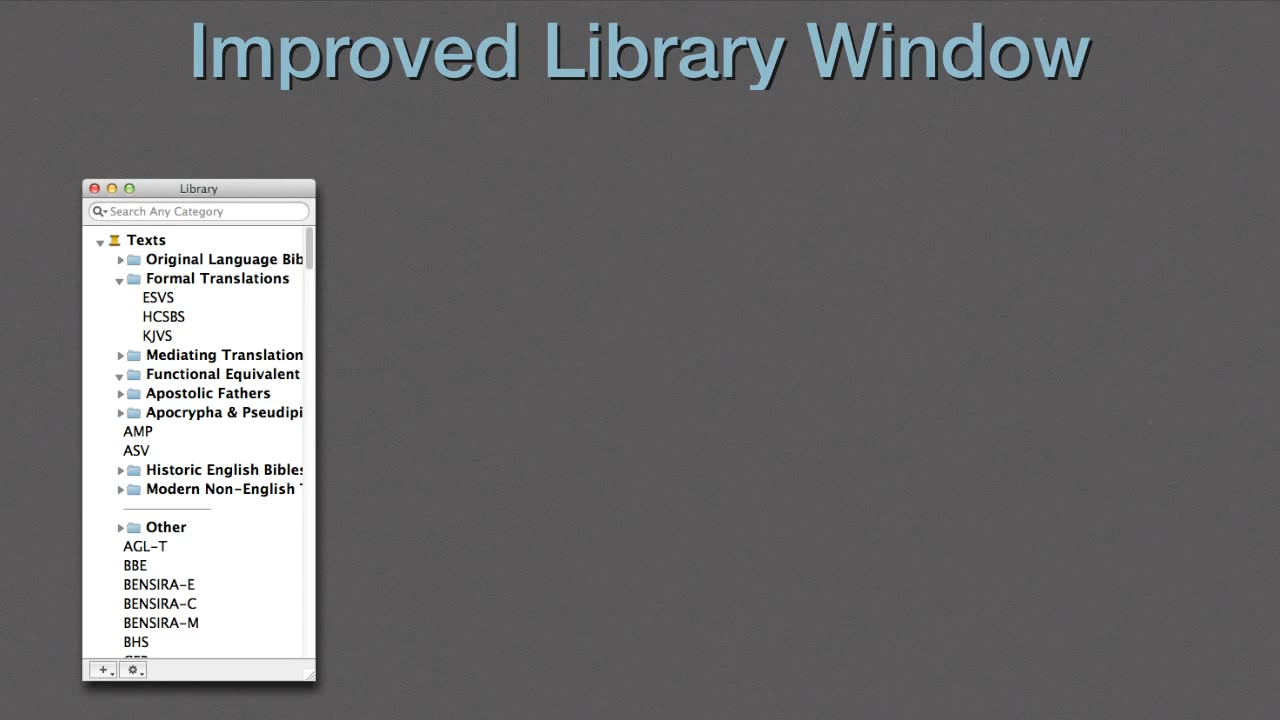 Improved Library Window
Library
Search Any Category
Texts
Original Language Bib
Formal Translations
ESVS
HCSBS
KJVS
Mediating Translation
Functional Equivalent
Apostolic Fathers
Apocrypha & Pseudipi
AMP
ASV
Historic English Bibles
Modern Non-English
Other
AGL-T
BBE
BENSIRA-E
BENSIRA-C
BENSIRA-M
BHS